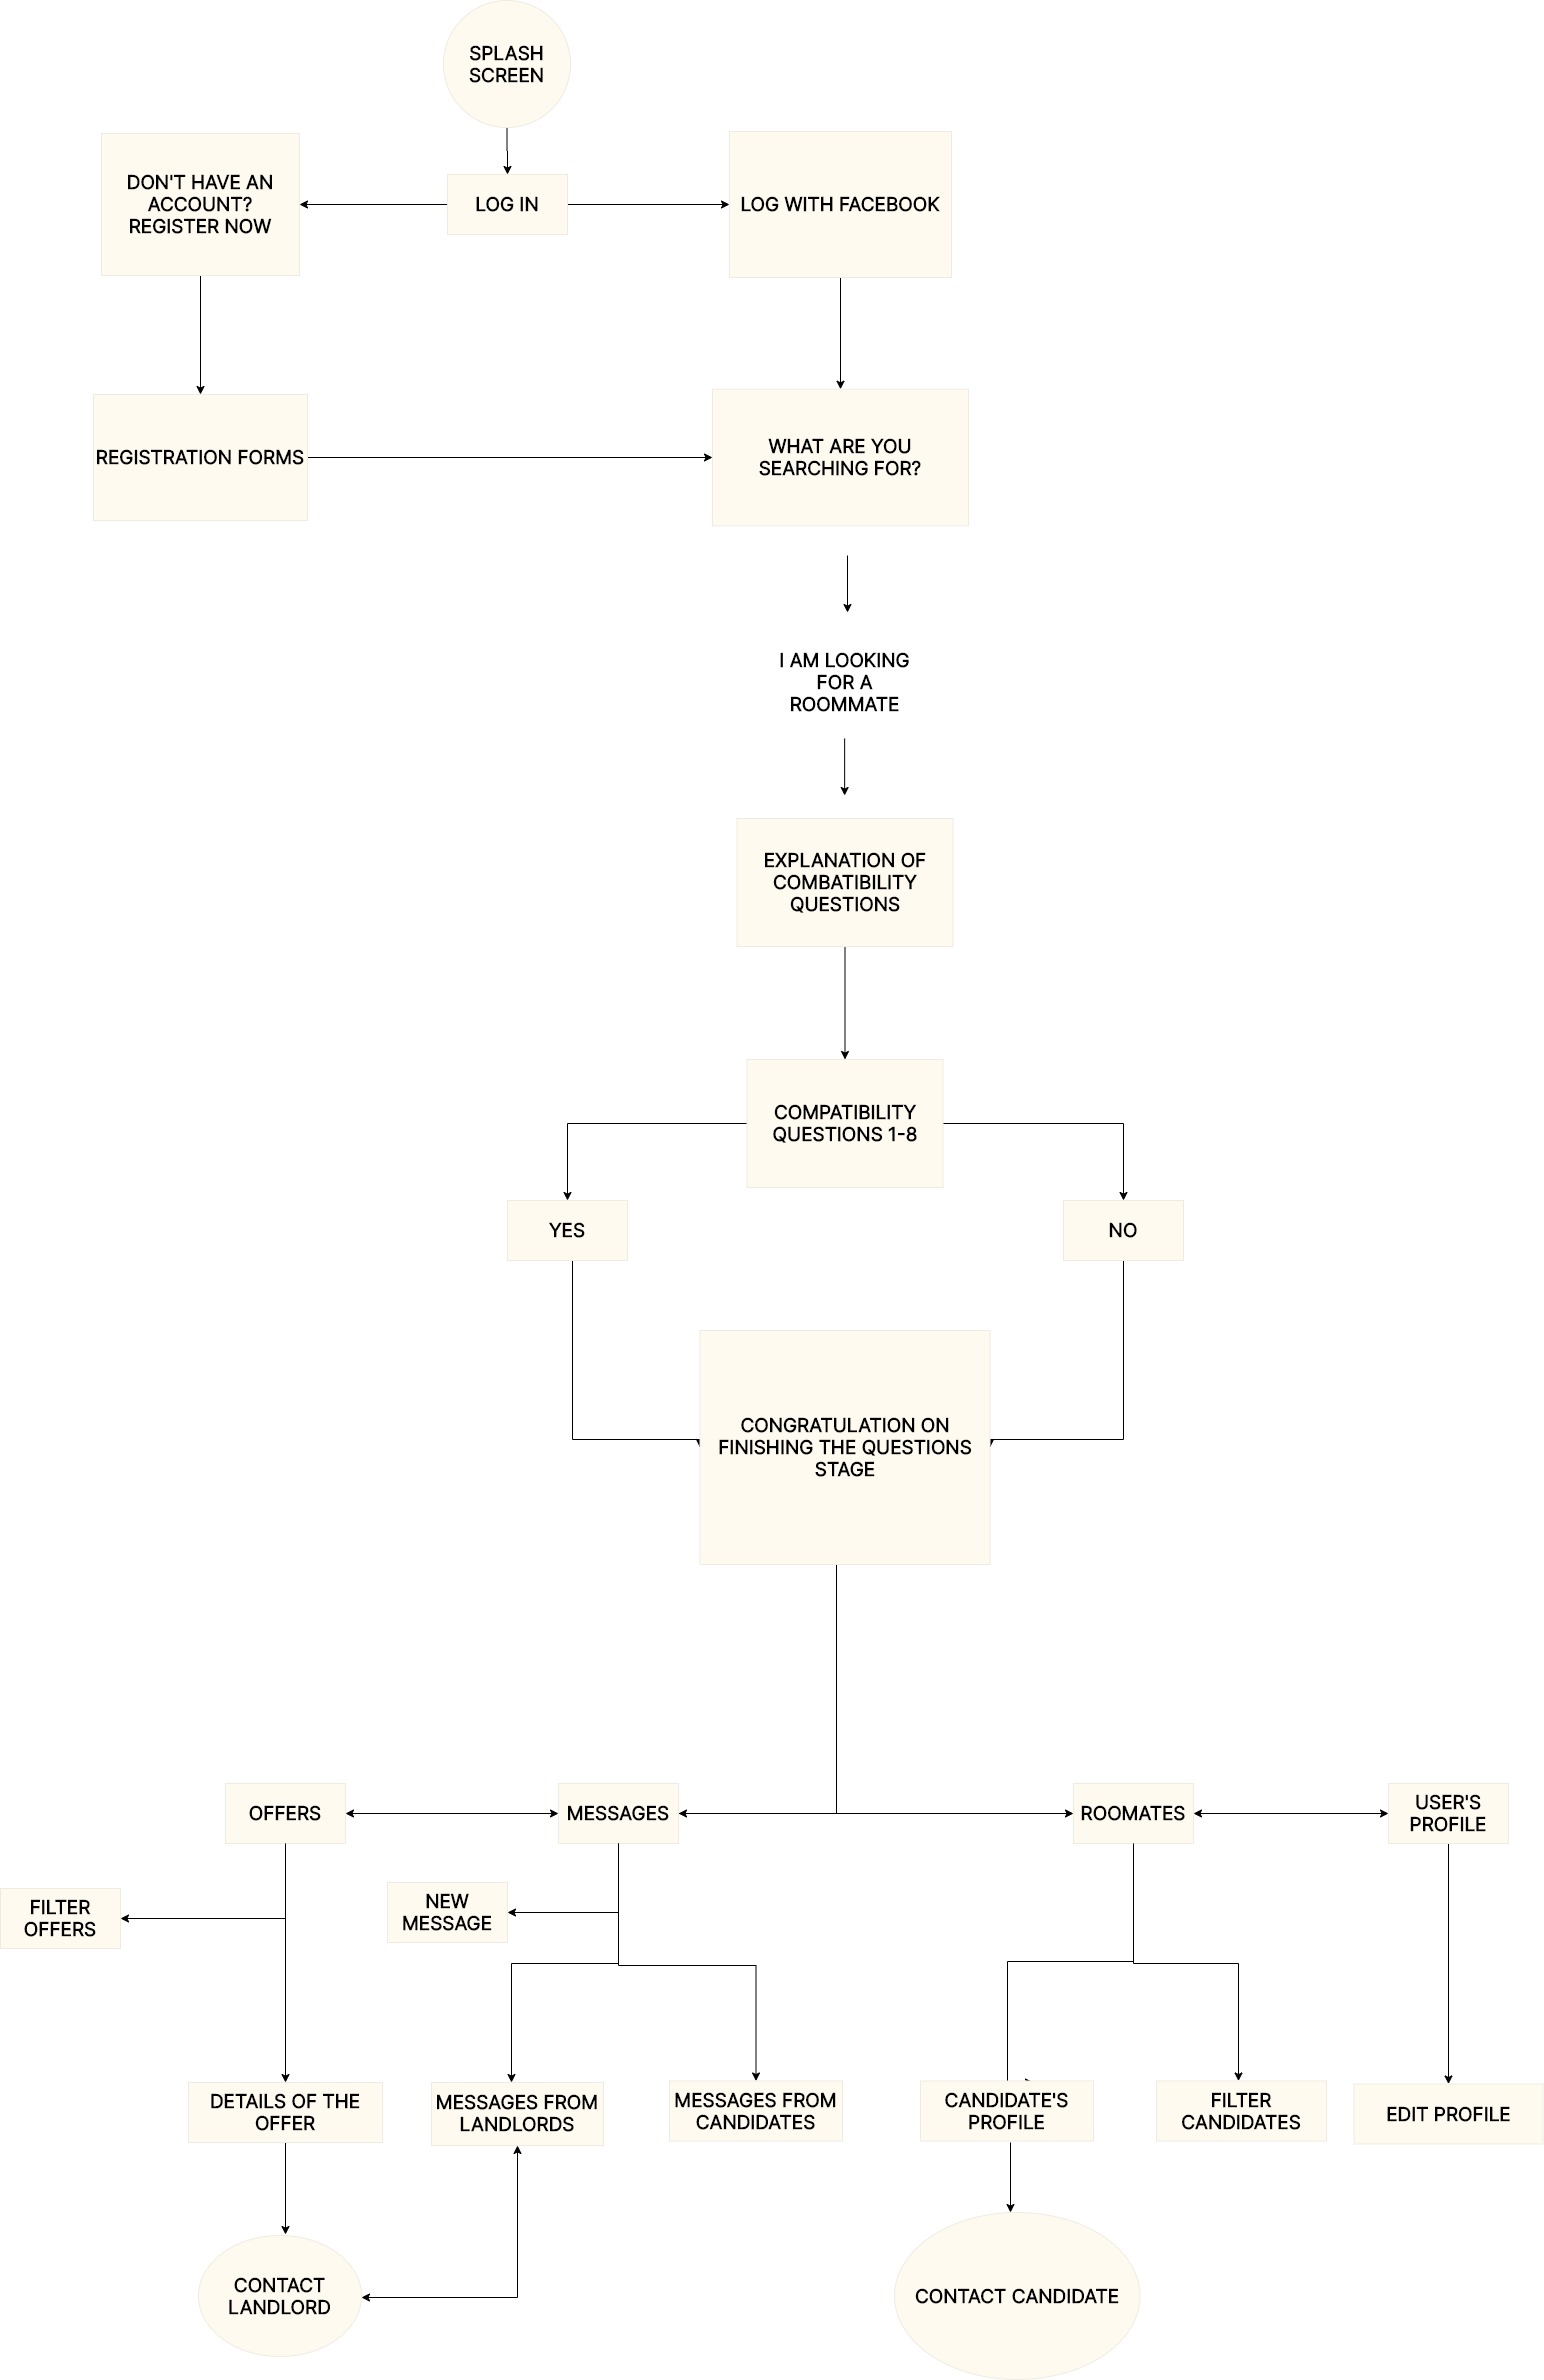 SPLASH
SCREEN
DON'T HAVE AN
ACCOUNT?
REGISTER NOW
LOG IN
LOG WITH FACEBOOK
REGISTRATION FORMS
WHAT ARE YOU
SEARCHING FOR?
I AM LOOKING
FOR A
ROOMMATE
EXPLANATION OF
COMBATIBILITY
QUESTIONS
COMPATIBILITY
QUESTIONS 1-8
YES
NO
CONGRATULATION ON
FINISHING THE QUESTIONS
STAGE
OFFERS
MESSAGES
ROOMATES
USER'S
PROFILE
FILTER
OFFERS
NEW
MESSAGE
DETAILS OF THE
OFFER
MESSAGES FROM
LANDLORDS
MESSAGES FROM
CANDIDATES
CANDIDATE'S
PROFILE
FILTER
CANDIDATES
EDIT PROFILE
CONTACT
LANDLORD
CONTACT CANDIDATE